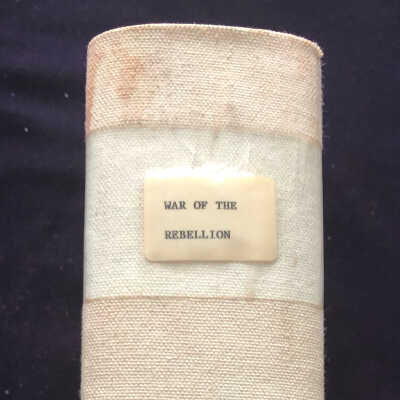 WAR OF THE
REBELLION